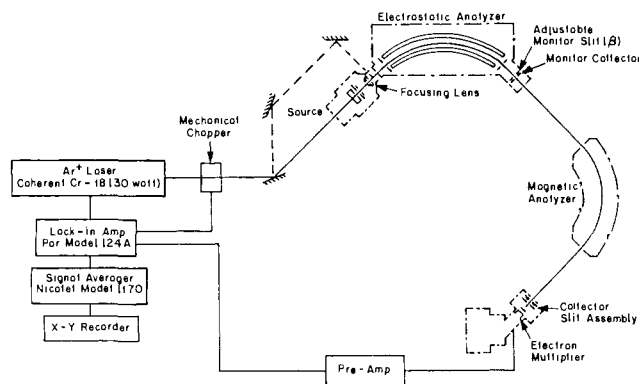 Electrostatic Analyzer
Adjustable
Monitor Slit (β)
Monitor Collector
Source
Focusing Lens
Mechanical
Chopper
Ar+ Laser
Coherent Cr-18 (30 watt)
Magnetic
Analyzer
Lock-in Amp
Par Model 124A
Signal Averager
Nicolet Model 1170
X-Y Recorder
Collector
Slit Assembly
Electron
Multiplier
Pre-Amp